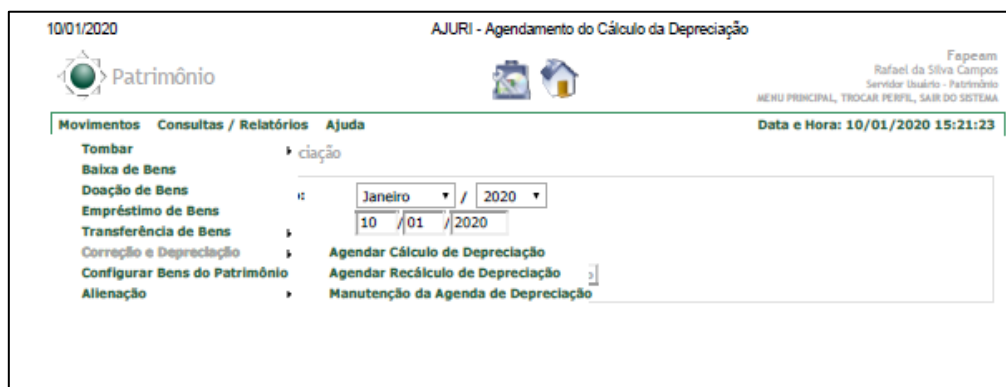 10/01/2020 AJURI - Agendamento do Cálculo da Depreciação
Patrimônio
Fapeam
Rafael da Silva Campos
Servidor Usuário - Patrimônio
MENU PRINCIPAL, TROCAR PERFIL, SAIR DO SISTEMA
Movimentos Consultas / Relatórios Ajuda Data e Hora: 10/01/2020 15:21:23
Tombar ciação
Baixa de Bens
Doação de Bens o: Janeiro / 2020
Empréstimo de Bens 10 /01 /2020
Transferência de Bens
Correção e Depreciação Agendar Cálculo de Depreciação
Configurar Bens do Patrimônio Agendar Recálculo de Depreciação
Alienação Manutenção da Agenda de Depreciação